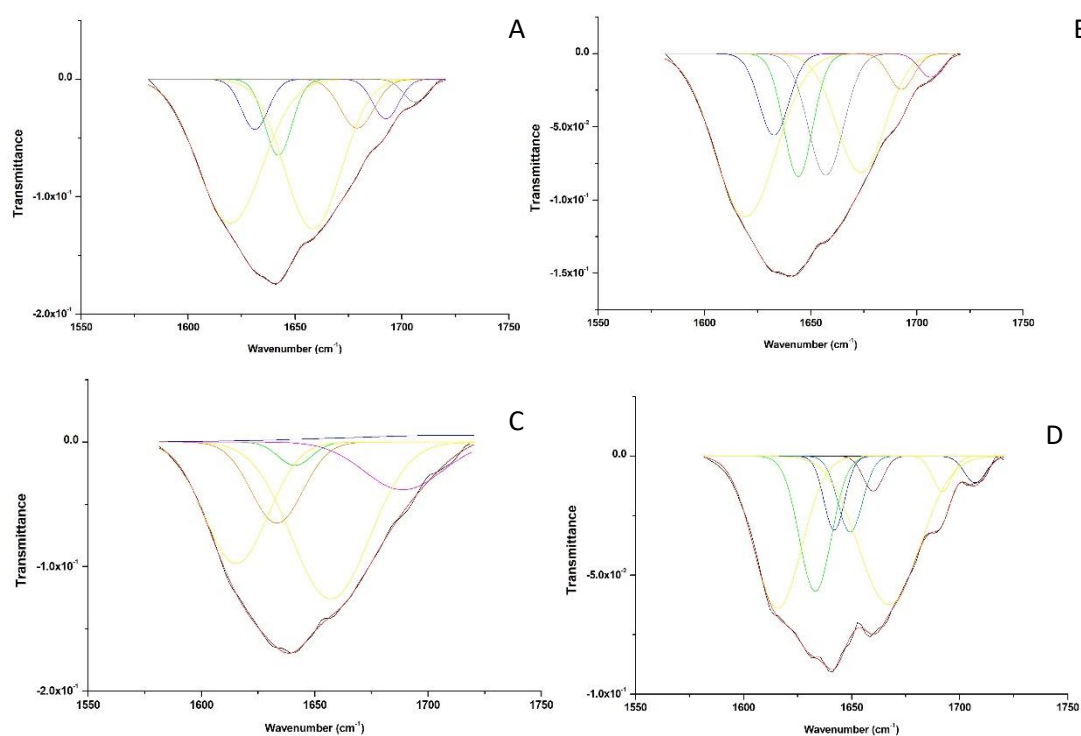 A
0.0
-1.0x10⁻¹
-2.0x10⁻¹
Transmittance
1550 1600 1650 1700 1750
Wavenumber (cm⁻¹)
0.0
-5.0x10⁻²
-1.0x10⁻¹
-1.5x10⁻¹
Transmittance
1550 1600 1650 1700 1750
Wavenumber (cm⁻¹)
C
0.0
-1.0x10⁻¹
-2.0x10⁻¹
Transmittance
1550 1600 1650 1700 1750
Wavenumber (cm⁻¹)
D
0.0
-5.0x10⁻²
-1.0x10⁻¹
Transmittance
1550 1600 1650 1700 1750
Wavenumber (cm⁻¹)